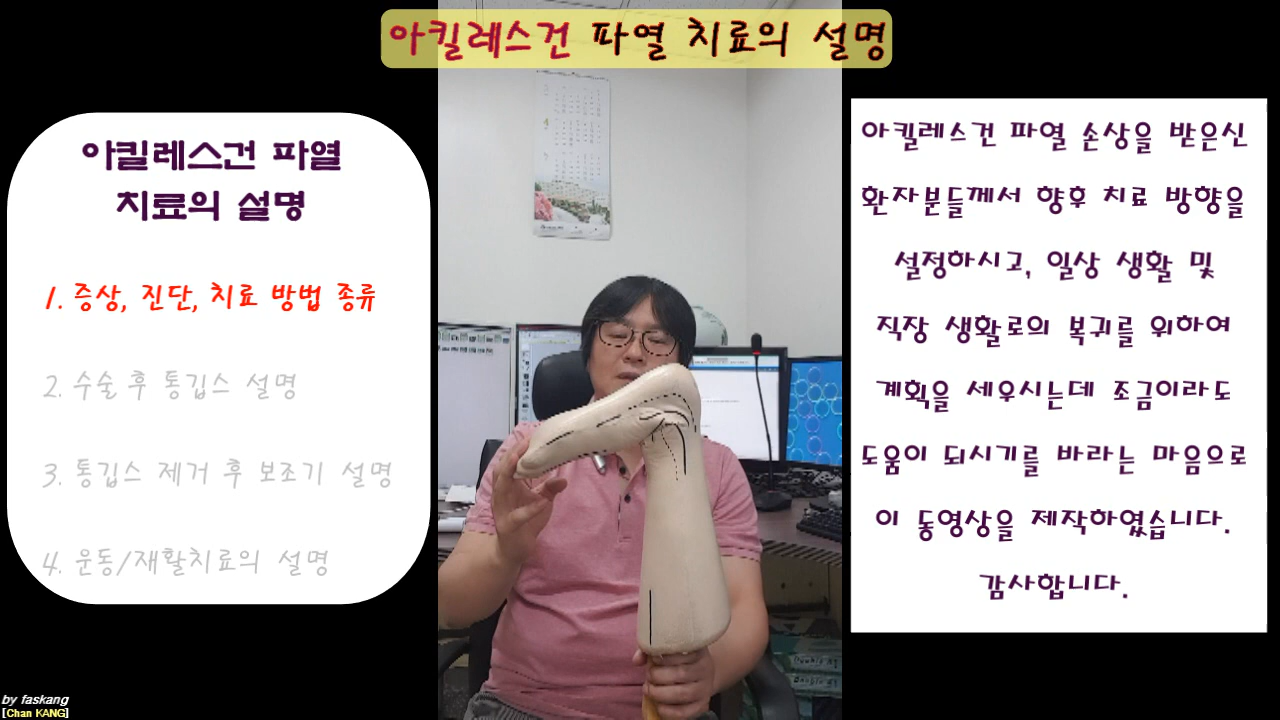 아킬레스건 파열 치료의 설명
아킬레스건 파열
치료의 설명
1. 증상, 진단, 치료 방법 종류
2. 수술 후 통깁스 설명
3. 통깁스 제거 후 보조기 설명
4. 운동/재활치료의 설명
아킬레스건 파열 손상을 받은신
환자분들께서 향후 치료 방향을
설정하시고, 일상 생활 및
직장 생활로의 복귀를 위하여
계획을 세우시는데 조금이라도
도움이 되시기를 바라는 마음으로
이 동영상을 제작하였습니다.
감사합니다.
by faskang
[Chan KANG]